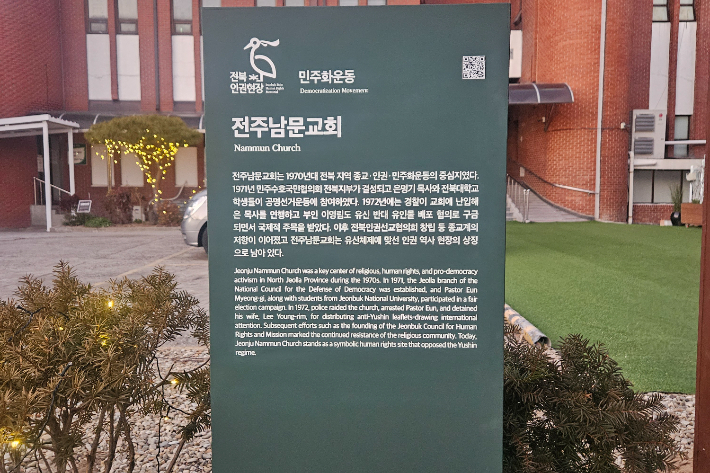 전북
인권현장
Jeonbuk State
Human Rights
Memorial
민주화운동
Democratization Movement
전주남문교회
Nammun Church
전주남문교회는 1970년대 전북 지역 종교·인권·민주화운동의 중심지였다.
1971년 민주수호국민협의회 전북지부가 결성되고 은명기 목사와 전북대학교
학생들이 공명선거운동에 참여하였다. 1972년에는 경찰이 교회에 난입해
은 목사를 연행하고 부인 이영림도 유신 반대 유인물 배포 혐의로 구금
되면서 국제적 주목을 받았다. 이후 전북인권선교협의회 창립 등 종교계의
저항이 이어졌고 전주남문교회는 유신체제에 맞선 인권 역사 현장의 상징
으로 남아 있다.
Jeonju Nammun Church was a key center of religious, human rights, and pro-democracy
activism in North Jeolla Province during the 1970s. In 1971, the Jeolla branch of the
National Council for the Defense of Democracy was established, and Pastor Eun
Myeong-gi, along with students from Jeonbuk National University, participated in a fair
election campaign. In 1972, police raided the church, arrested Pastor Eun, and detained
his wife, Lee Young-rim, for distributing anti-Yushin leaflets-drawing international
attention. Subsequent efforts such as the founding of the Jeonbuk Council for Human
Rights and Mission marked the continued resistance of the religious community. Today,
Jeonju Nammun Church stands as a symbolic human rights site that opposed the Yushin
regime.